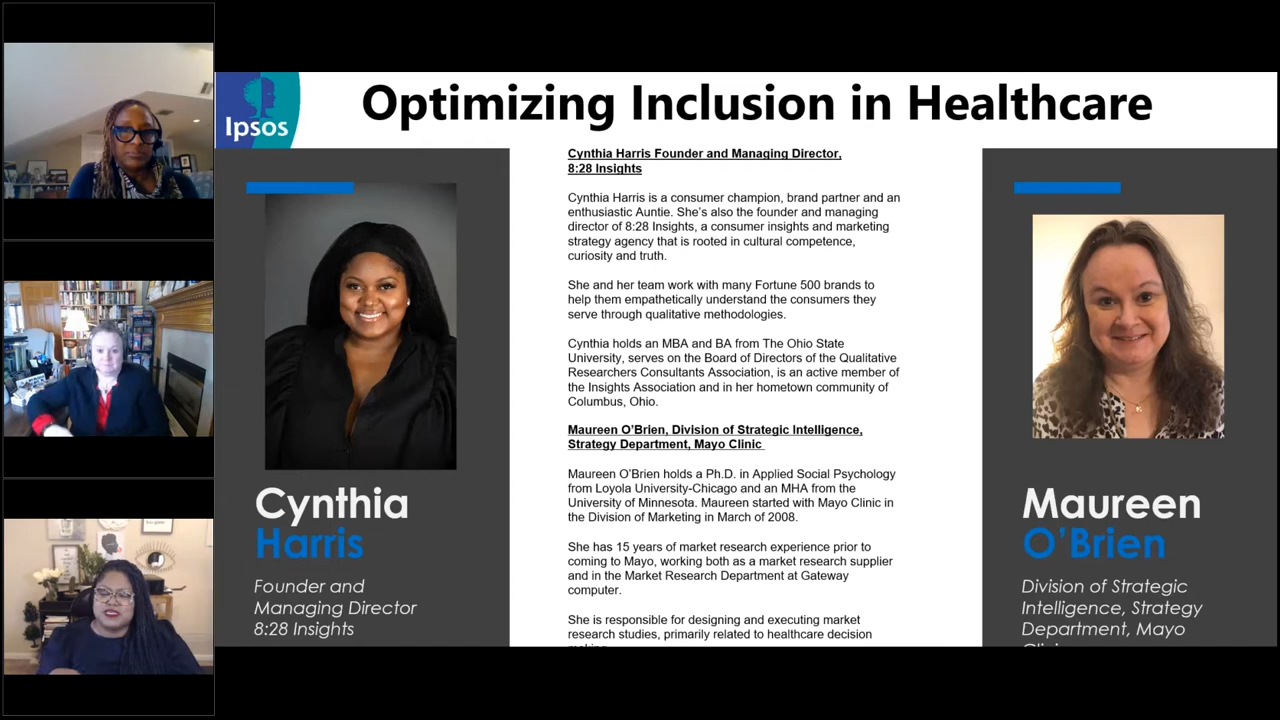 Optimizing Inclusion in Healthcare
Ipsos
Cynthia Harris Founder and Managing Director,
8:28 Insights
Cynthia Harris is a consumer champion, brand partner and an
enthusiastic Auntie. She's also the founder and managing
director of 8:28 Insights, a consumer insights and marketing
strategy agency that is rooted in cultural competence,
curiosity and truth.
She and her team work with many Fortune 500 brands to
help them empathetically understand the consumers they
serve through qualitative methodologies.
Cynthia holds an MBA and BA from The Ohio State
University, serves on the Board of Directors of the Qualitative
Researchers Consultants Association, is an active member of
the Insights Association and in her hometown community of
Columbus, Ohio.
Maureen O'Brien, Division of Strategic Intelligence,
Strategy Department, Mayo Clinic
Maureen O'Brien holds a Ph.D. in Applied Social Psychology
from Loyola University-Chicago and an MHA from the
University of Minnesota. Maureen started with Mayo Clinic in
the Division of Marketing in March of 2008.
She has 15 years of market research experience prior to
coming to Mayo, working both as a market research supplier
and in the Market Research Department at Gateway
computer.
She is responsible for designing and executing market
research studies, primarily related to healthcare decision
Cynthia
Harris
Founder and
Managing Director
8:28 Insights
Maureen
O'Brien
Division of Strategic
Intelligence, Strategy
Department, Mayo